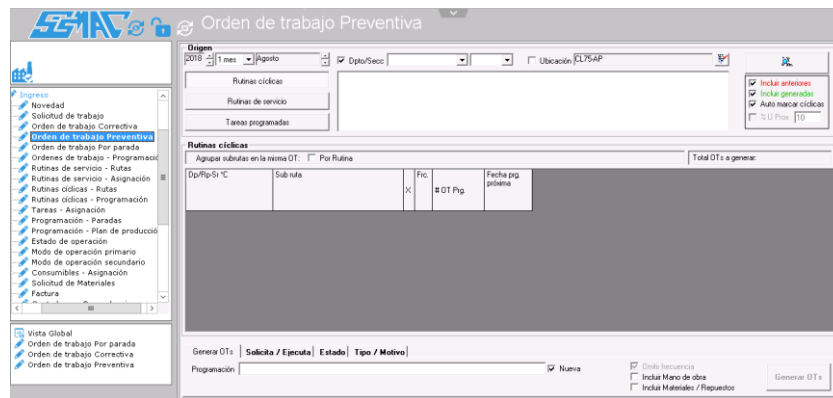 SGMAC Orden de trabajo Preventiva
Ingreso
Novedad
Solicitud de trabajo
Orden de trabajo Correctiva
Orden de trabajo Preventiva
Orden de trabajo Por parada
Ordenes de trabajo - Programació
Rutinas de servicio - Rutas
Rutinas de servicio - Asignación
Rutinas cíclicas - Rutas
Rutinas cíclicas - Programación
Tareas - Asignación
Programación - Paradas
Programación - Plan de producció
Estado de operación
Modo de operación primario
Modo de operación secundario
Consumibles - Asignación
Solicitud de Materiales
Factura
Vista Global
Orden de trabajo Por parada
Orden de trabajo Correctiva
Orden de trabajo Preventiva
Origen
2018 1 mes Agosto Dpto/Secc Ubicación CL75-AP
Rutinas cíclicas
Rutinas de servicio
Tareas programadas
Incluir anteriores
Incluir generadas
Auto marcar cíclicas
% U Prox 10
Rutinas cíclicas
Agrupar subrutas en la misma OT: Por Rutina Total OTs a generar:
Dp/Rp-Sr °C Sub ruta X Fic. # OT Prg. Fecha prg. próxima
Generar OTs Solicita / Ejecuta Estado Tipo / Motivo
Programación Nueva
Omitir frecuencia
Incluir Mano de obra
Incluir Materiales / Repuestos
Generar OTs